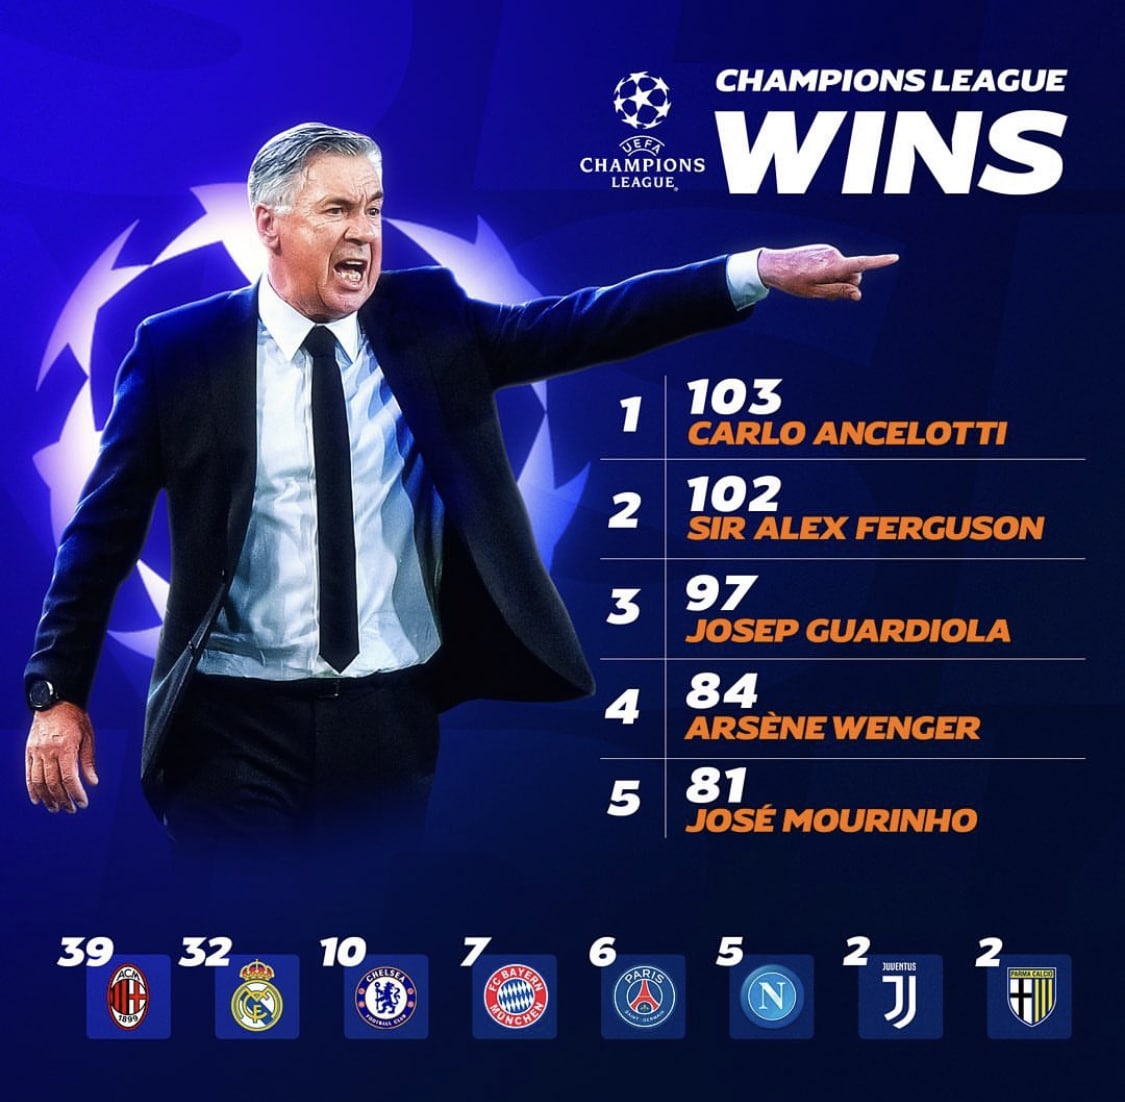 CHAMPIONS LEAGUE
WINS
UEFA
CHAMPIONS
LEAGUE
1
103
CARLO ANCELOTTI
2
102
SIR ALEX FERGUSON
3
97
JOSEP GUARDIOLA
4
84
ARSÈNE WENGER
5
81
JOSÉ MOURINHO
39 32 10 7 6 5 2 2
ACM
1899
CHELSEA
FOOTBALL CLUB
FC BAYERN
MÜNCHEN
PARIS
SAINT-GERMAIN
N
JUVENTUS
PARMA CALCIO